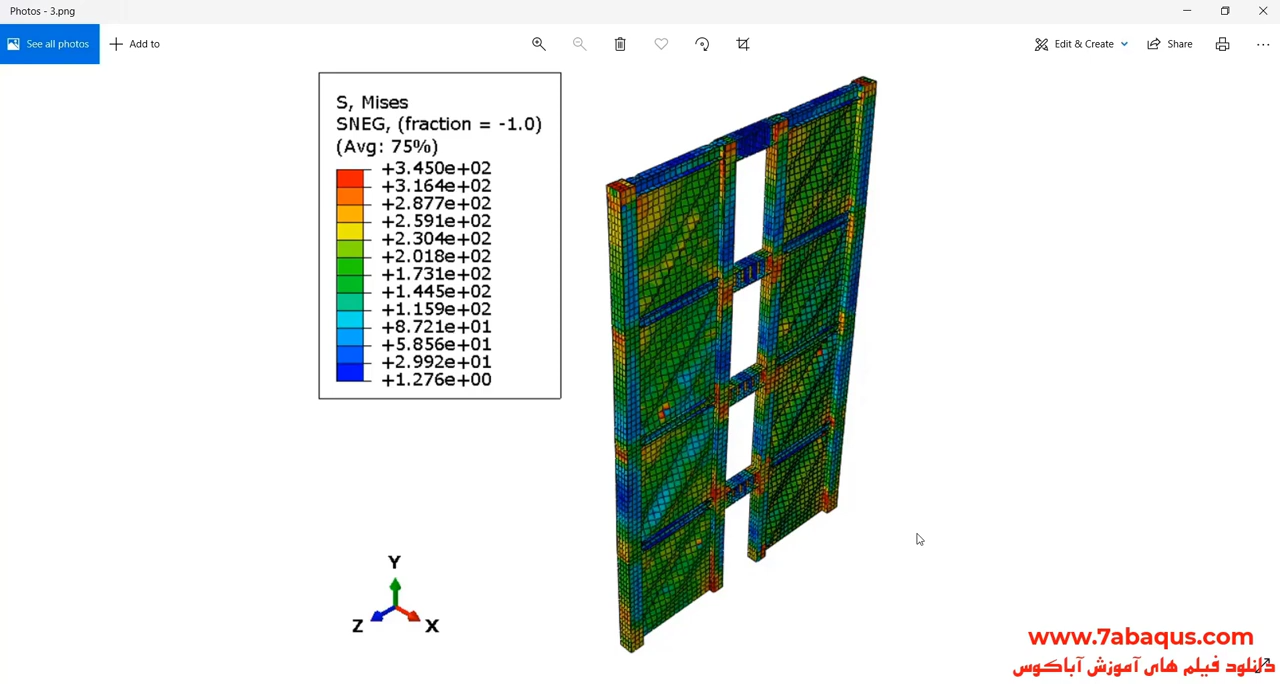 Photos - 3.png
See all photos
Add to
Edit & Create
Share
S, Mises
SNEG, (fraction = -1.0)
(Avg: 75%)
+3.450e+02
+3.164e+02
+2.877e+02
+2.591e+02
+2.304e+02
+2.018e+02
+1.731e+02
+1.445e+02
+1.159e+02
+8.721e+01
+5.856e+01
+2.992e+01
+1.276e+00
Y
Z
X
www.7abaqus.com
دانلود فیلم های آموزش آباکوس